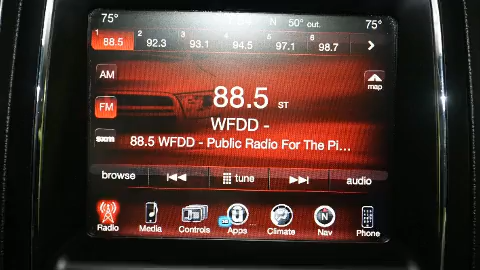 75° N 50° out. 75°
1 88.5 2 92.3 3 93.1 4 94.5 5 97.1 6 98.7
AM
map
FM
88.5 ST
WFDD -
SXM
88.5 WFDD - Public Radio For The Pi...
browse tune audio
Radio Media Controls Apps Climate Nav Phone